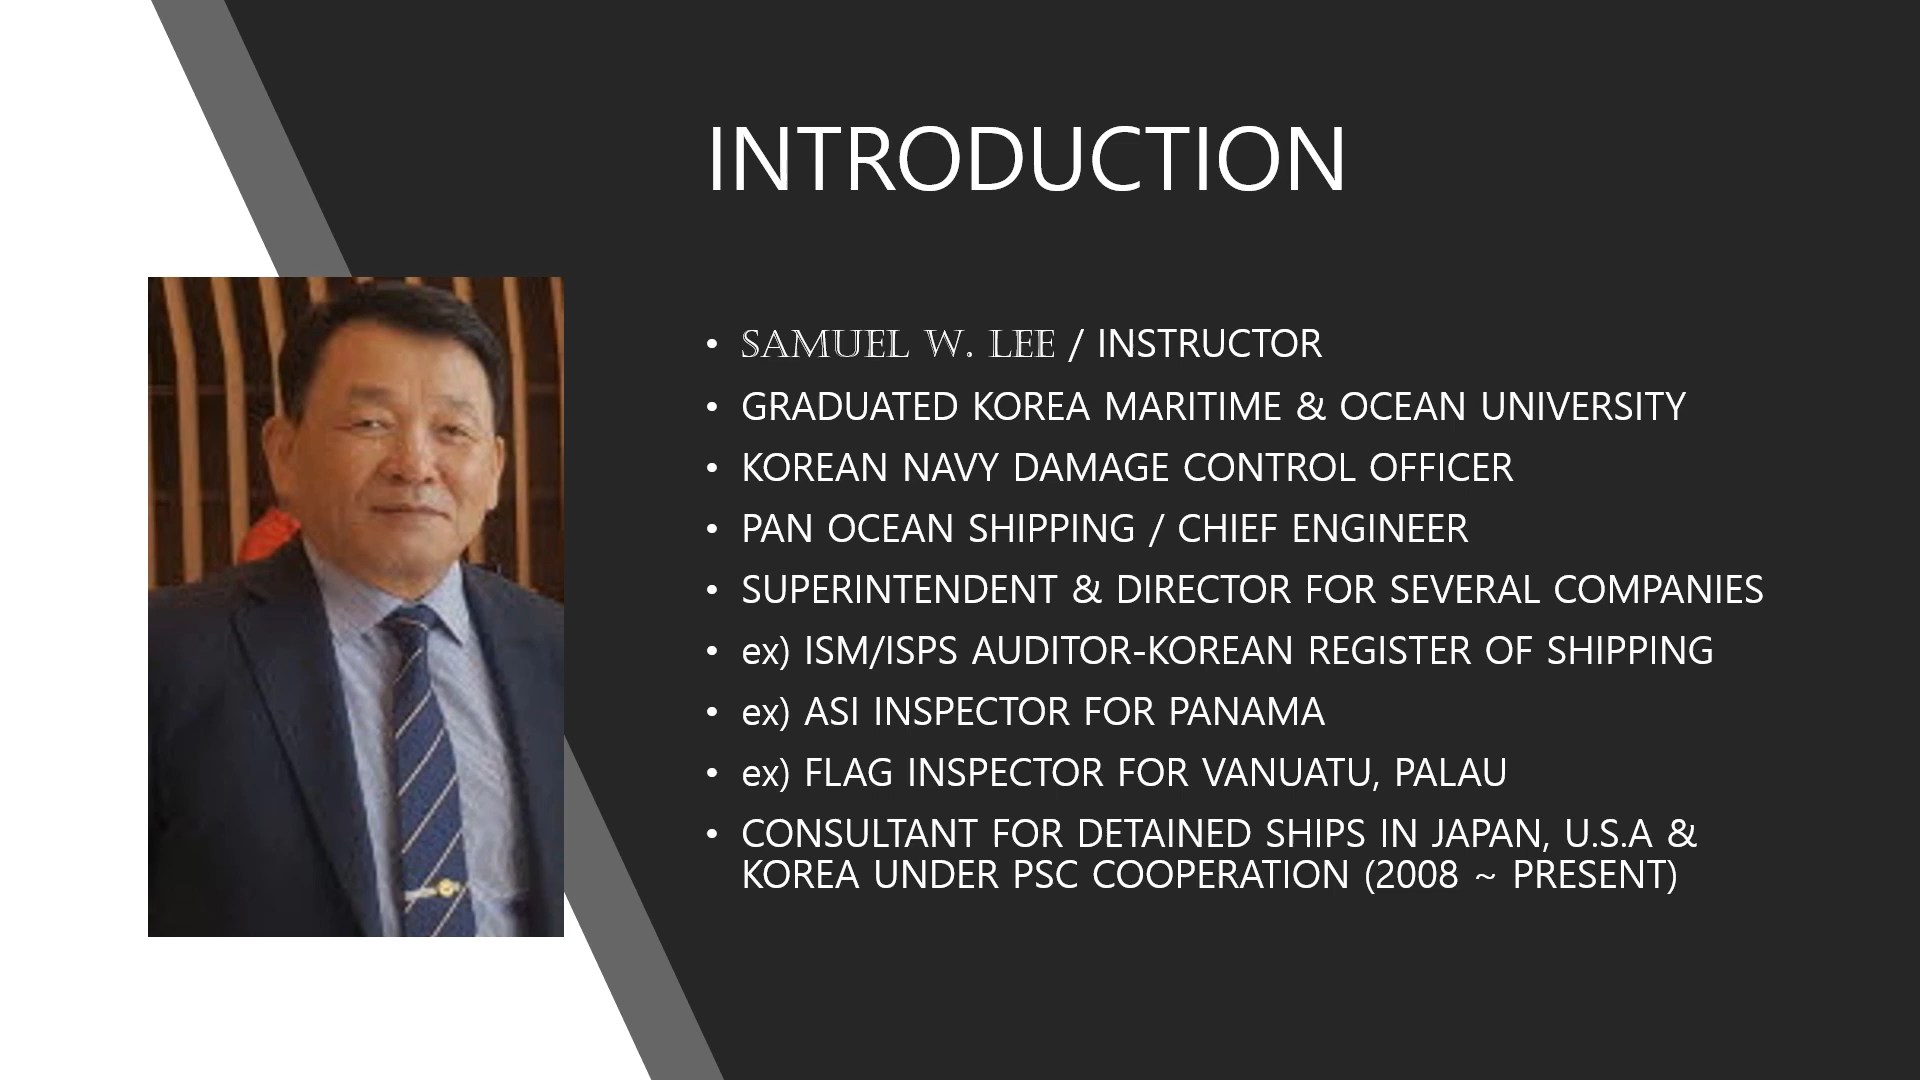 INTRODUCTION
• SAMUEL W. LEE / INSTRUCTOR
• GRADUATED KOREA MARITIME & OCEAN UNIVERSITY
• KOREAN NAVY DAMAGE CONTROL OFFICER
• PAN OCEAN SHIPPING / CHIEF ENGINEER
• SUPERINTENDENT & DIRECTOR FOR SEVERAL COMPANIES
• ex) ISM/ISPS AUDITOR-KOREAN REGISTER OF SHIPPING
• ex) ASI INSPECTOR FOR PANAMA
• ex) FLAG INSPECTOR FOR VANUATU, PALAU
• CONSULTANT FOR DETAINED SHIPS IN JAPAN, U.S.A &
KOREA UNDER PSC COOPERATION (2008 ~ PRESENT)